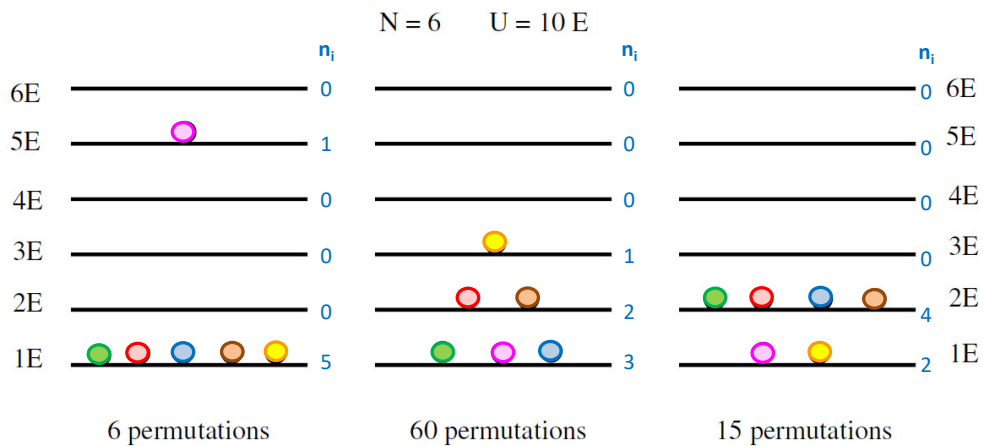 N = 6 U = 10 E
nᵢ nᵢ nᵢ
6E 0 0 0 6E
5E 1 0 0 5E
4E 0 0 0 4E
3E 0 1 0 3E
2E 0 2 4 2E
1E 5 3 2 1E
6 permutations 60 permutations 15 permutations